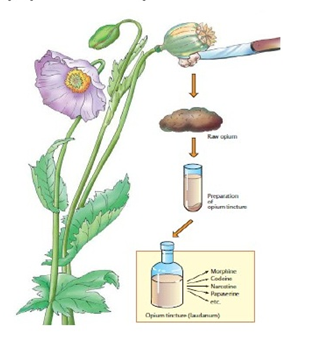 Raw opium
Preparation
of
opium tincture
Morphine
Codeine
Narcotine
Papaverine
etc.
Opium tincture (laudanum)